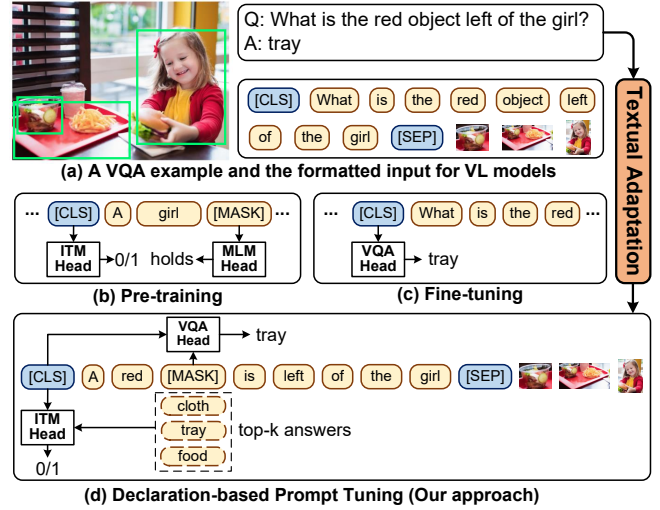 Q: What is the red object left of the girl?
A: tray
[CLS] What is the red object left
of the girl [SEP]
(a) A VQA example and the formatted input for VL models
Textual Adaptation
... [CLS] A girl [MASK] ...
ITM Head 0/1 holds MLM Head
(b) Pre-training
... [CLS] What is the red ...
VQA Head tray
(c) Fine-tuning
VQA Head tray
[CLS] A red [MASK] is left of the girl [SEP]
ITM Head
0/1
cloth
tray
food
top-k answers
(d) Declaration-based Prompt Tuning (Our approach)